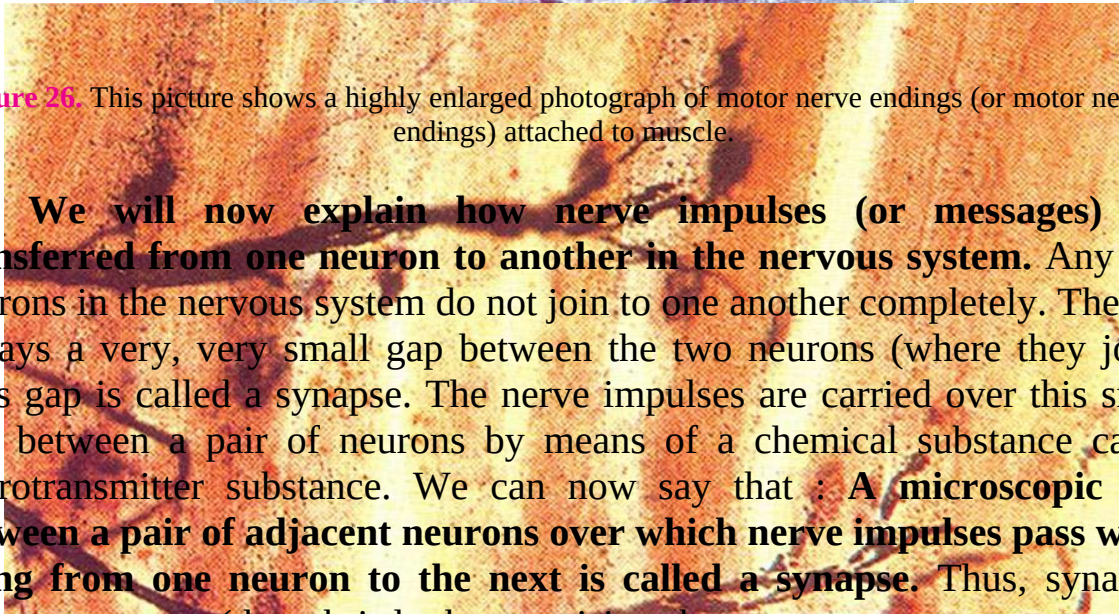 ure 26. This picture shows a highly enlarged photograph of motor nerve endings (or motor ne
endings) attached to muscle.
We will now explain how nerve impulses (or messages)
nsferred from one neuron to another in the nervous system. Any
rons in the nervous system do not join to one another completely. The
ays a very, very small gap between the two neurons (where they jo
s gap is called a synapse. The nerve impulses are carried over this s
between a pair of neurons by means of a chemical substance ca
rotransmitter substance. We can now say that : A microscopic
ween a pair of adjacent neurons over which nerve impulses pass w
ng from one neuron to the next is called a synapse. Thus, syna